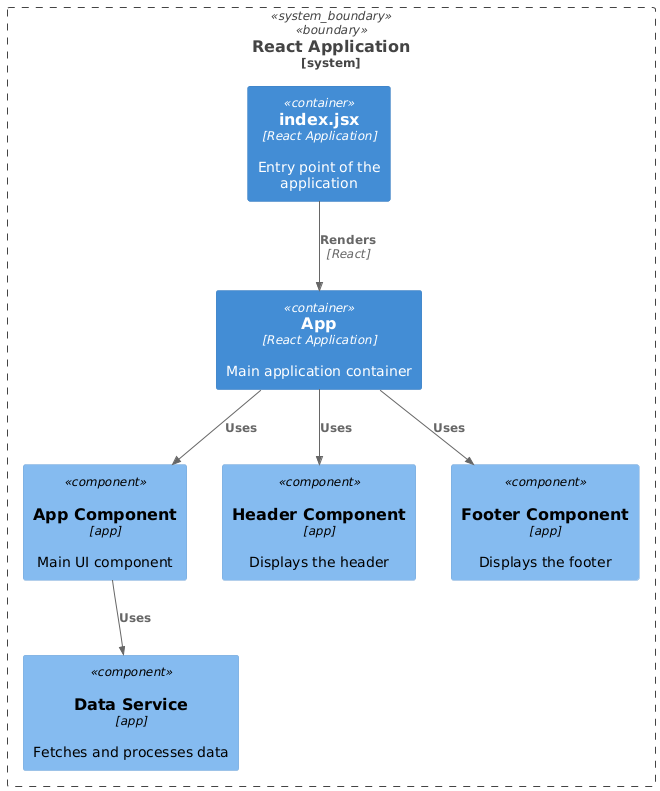 «system_boundary»
«boundary»
React Application
[system]
«container»
index.jsx
[React Application]
Entry point of the
application
Renders
[React]
«container»
App
[React Application]
Main application container
Uses
Uses
Uses
«component»
App Component
[app]
Main UI component
«component»
Header Component
[app]
Displays the header
«component»
Footer Component
[app]
Displays the footer
Uses
«component»
Data Service
[app]
Fetches and processes data